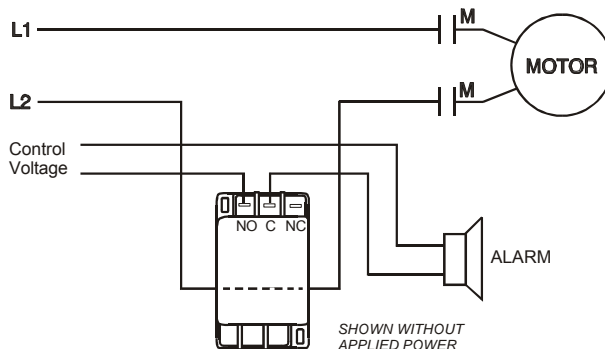 L1
M
MOTOR
L2
M
Control
Voltage
NO C NC
ALARM
SHOWN WITHOUT
APPLIED POWER